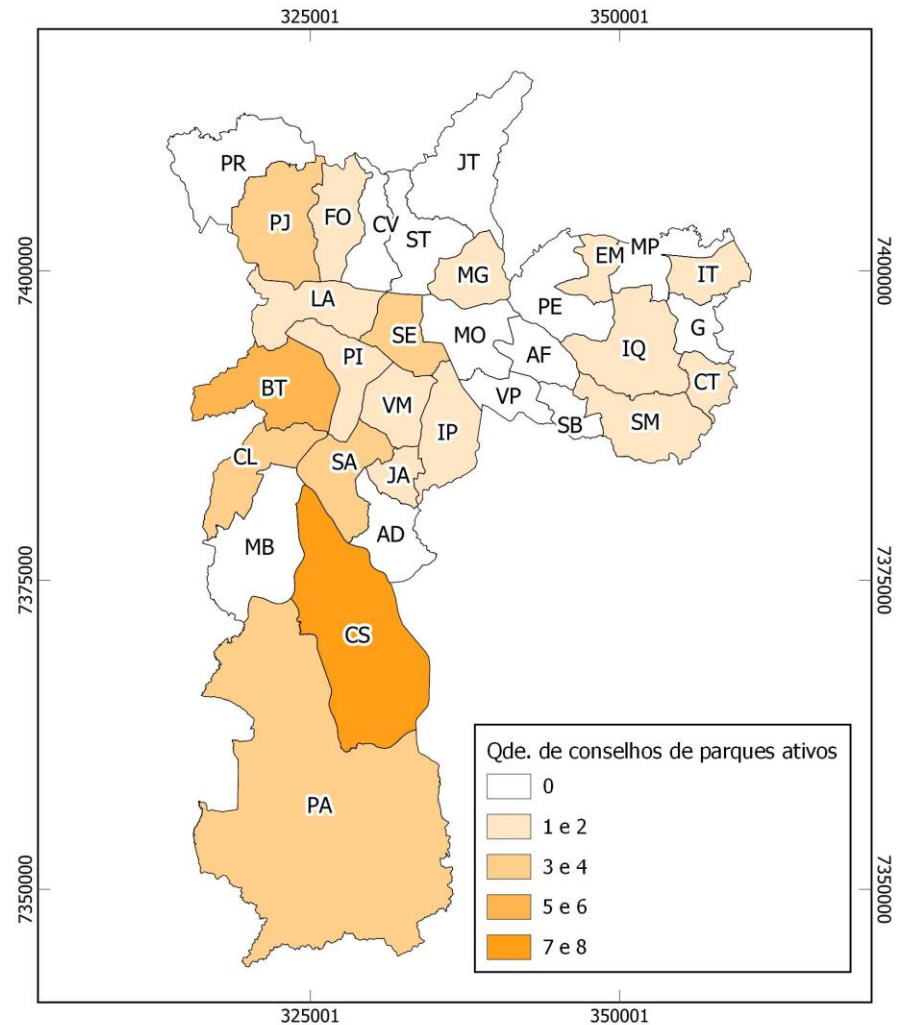 325001
350001
PR
JT
PJ
FO
CV
ST
EM
MP
7400000
MG
IT
7400000
LA
PE
G
SE
MO
AF
IQ
PI
BT
CT
VM
VP
IP
SB
SM
CL
SA
JA
AD
MB
7375000
7375000
CS
Qde. de conselhos de parques ativos
0
PA
1 e 2
3 e 4
7350000
7350000
5 e 6
7 e 8
325001
350001